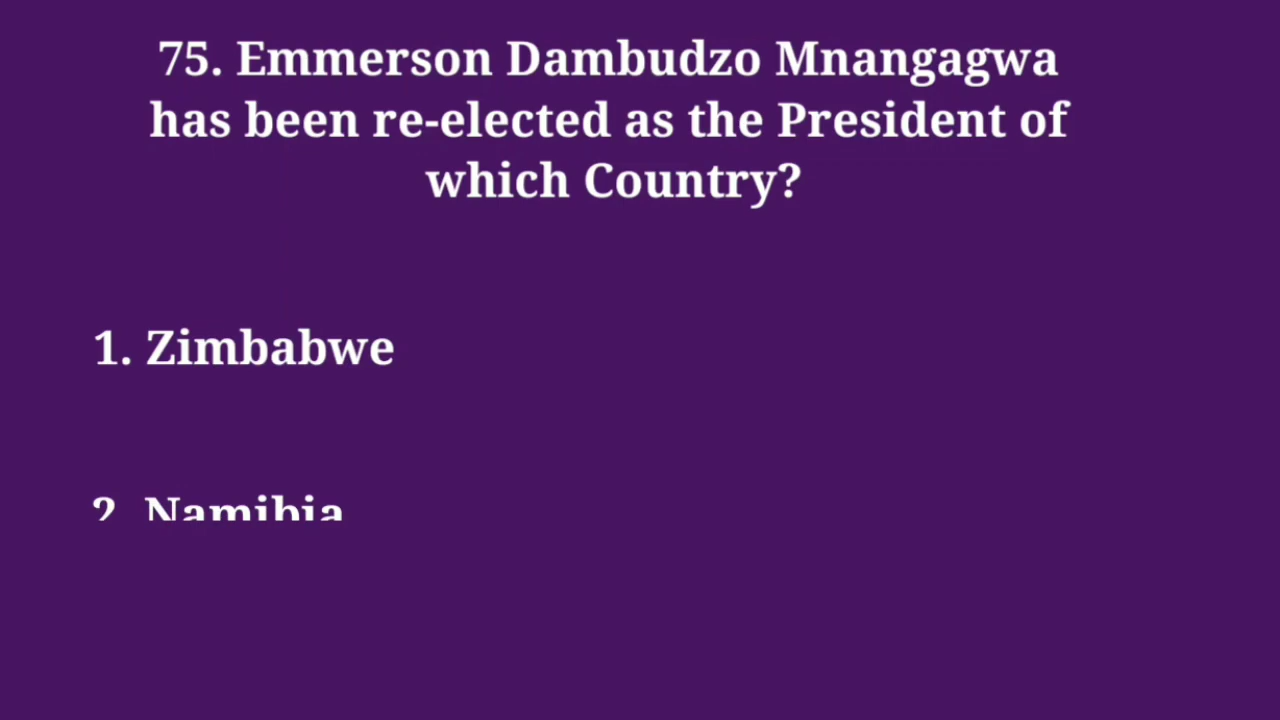 75. Emmerson Dambudzo Mnangagwa
has been re-elected as the President of
which Country?
1. Zimbabwe
2. Namibia